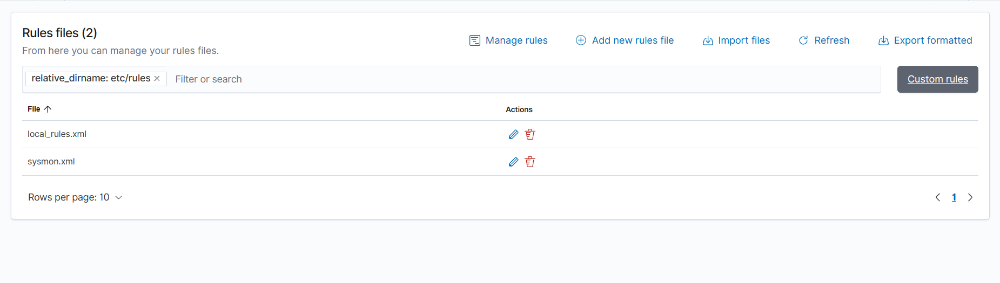 Rules files (2)
From here you can manage your rules files.
Manage rules
Add new rules file
Import files
Refresh
Export formatted
relative_dirname: etc/rules ×
Filter or search
Custom rules
File
Actions
local_rules.xml
sysmon.xml
Rows per page: 10
1